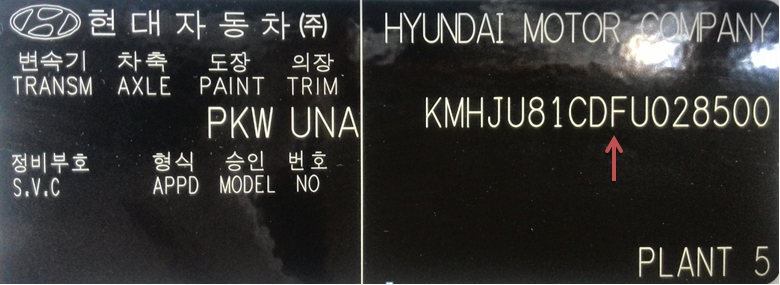 현대자동차㈜
변속기 차축 도장 의장
TRANSM AXLE PAINT TRIM
PKW UNA
정비부호 형식 승인 번호
S.V.C APPD MODEL NO
HYUNDAI MOTOR COMPANY
KMHJU81CDFU028500
PLANT 5